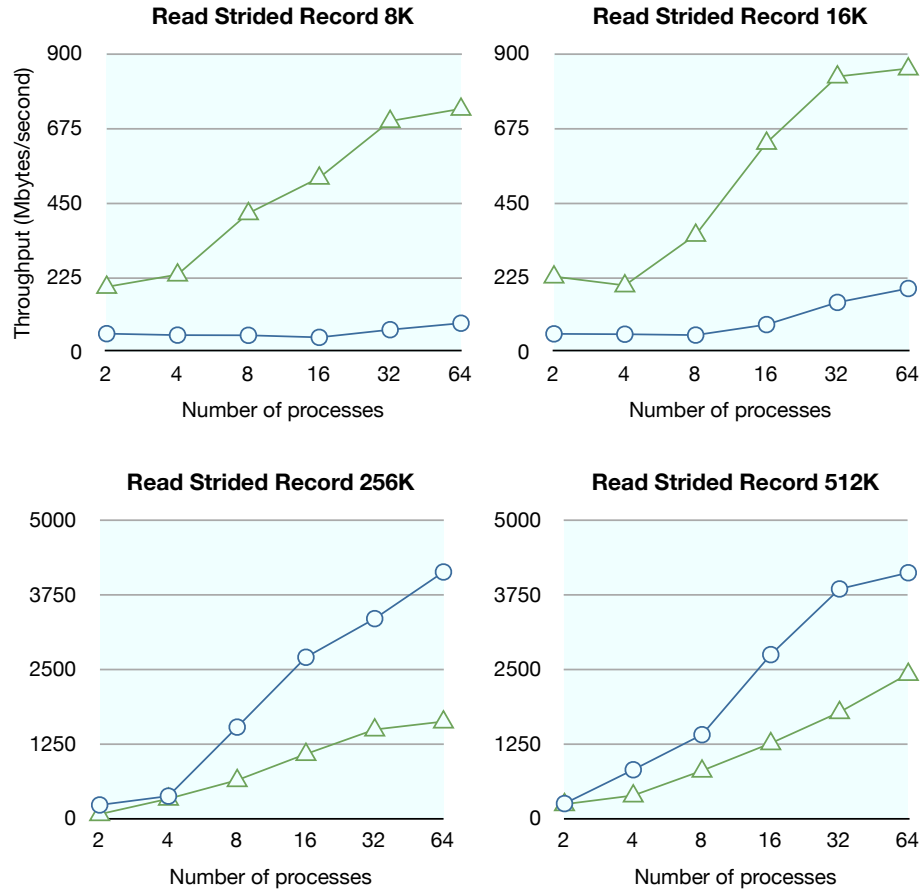 Read Strided Record 8K
900
675
450
225
0
Throughput (Mbytes/second)
2 4 8 16 32 64
Number of processes
Read Strided Record 16K
900
675
450
225
0
2 4 8 16 32 64
Number of processes
Read Strided Record 256K
5000
3750
2500
1250
0
2 4 8 16 32 64
Number of processes
Read Strided Record 512K
5000
3750
2500
1250
0
2 4 8 16 32 64
Number of processes